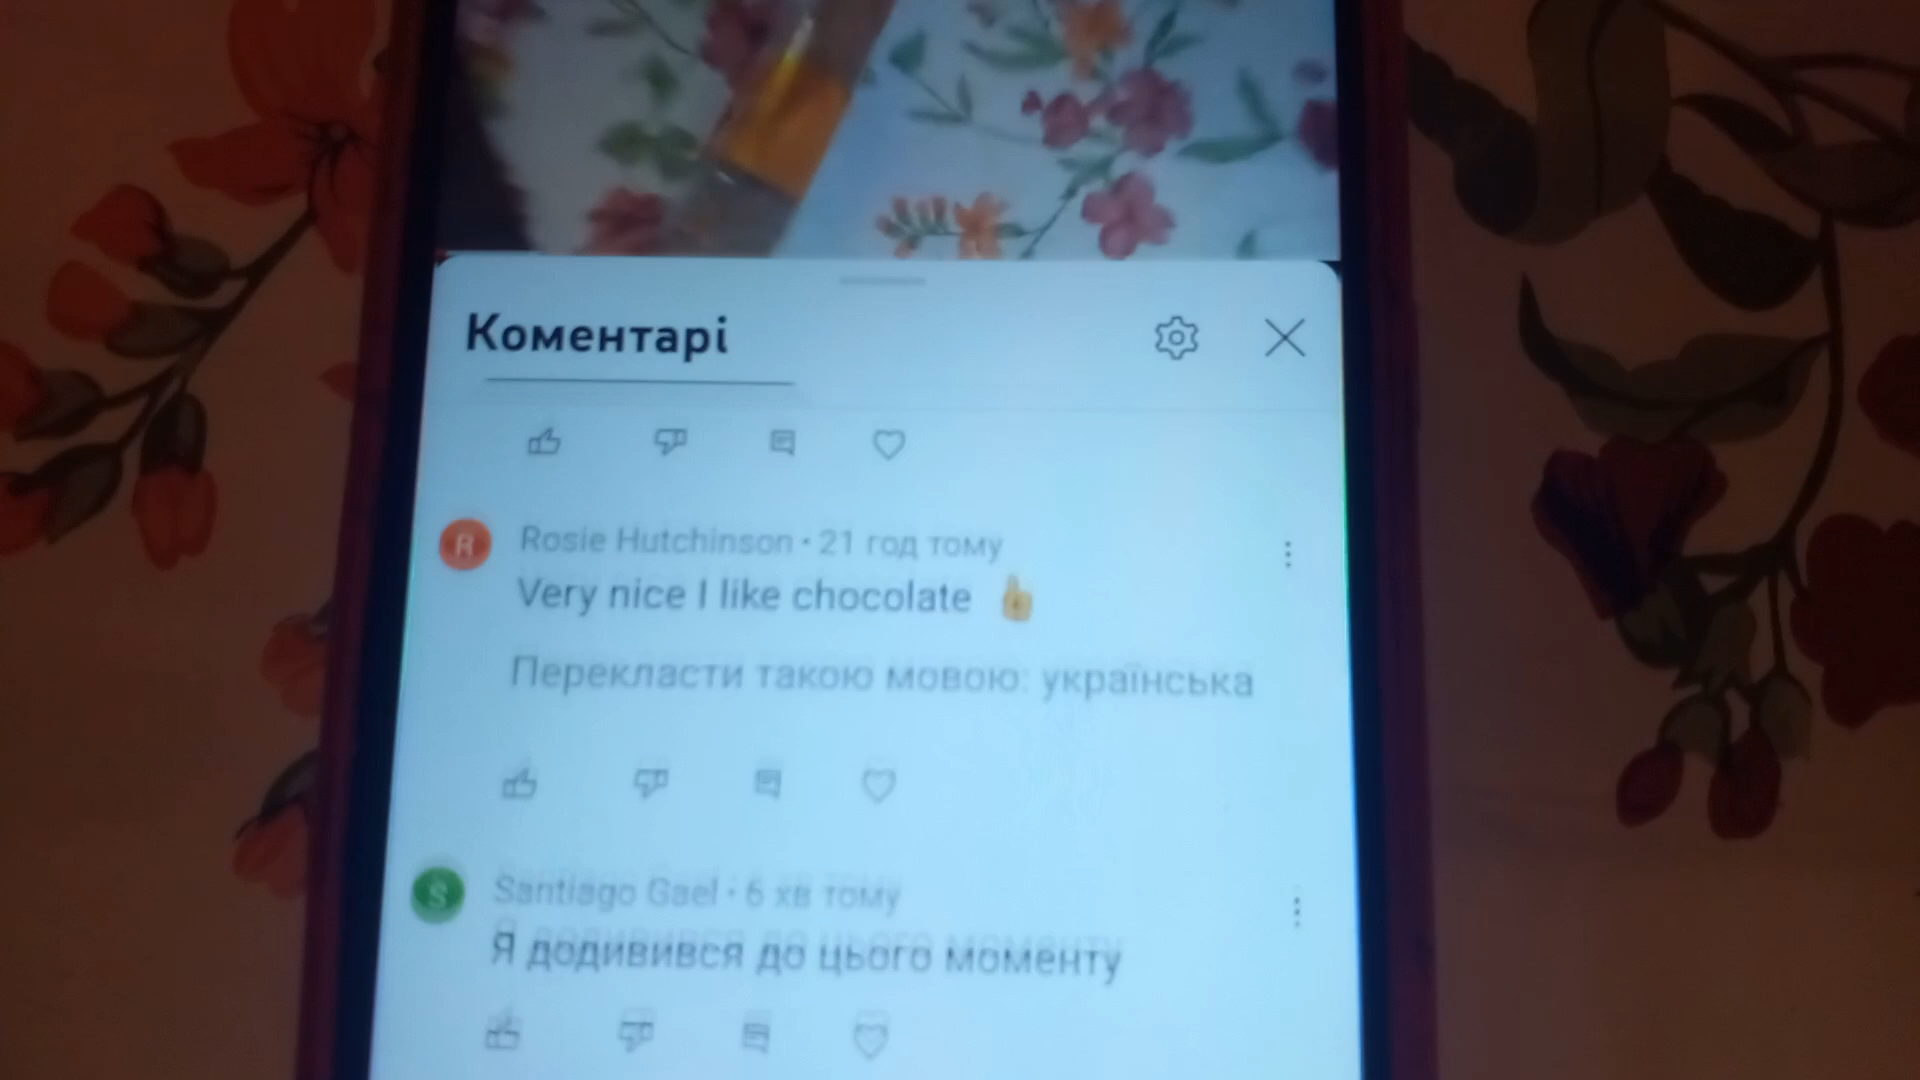 Коментарі
R
Rosie Hutchinson · 21 год тому
Very nice I like chocolate 👍
Перекласти такою мовою: українська
S
Santiago Gael · 6 хв тому
Я додивився до цього моменту